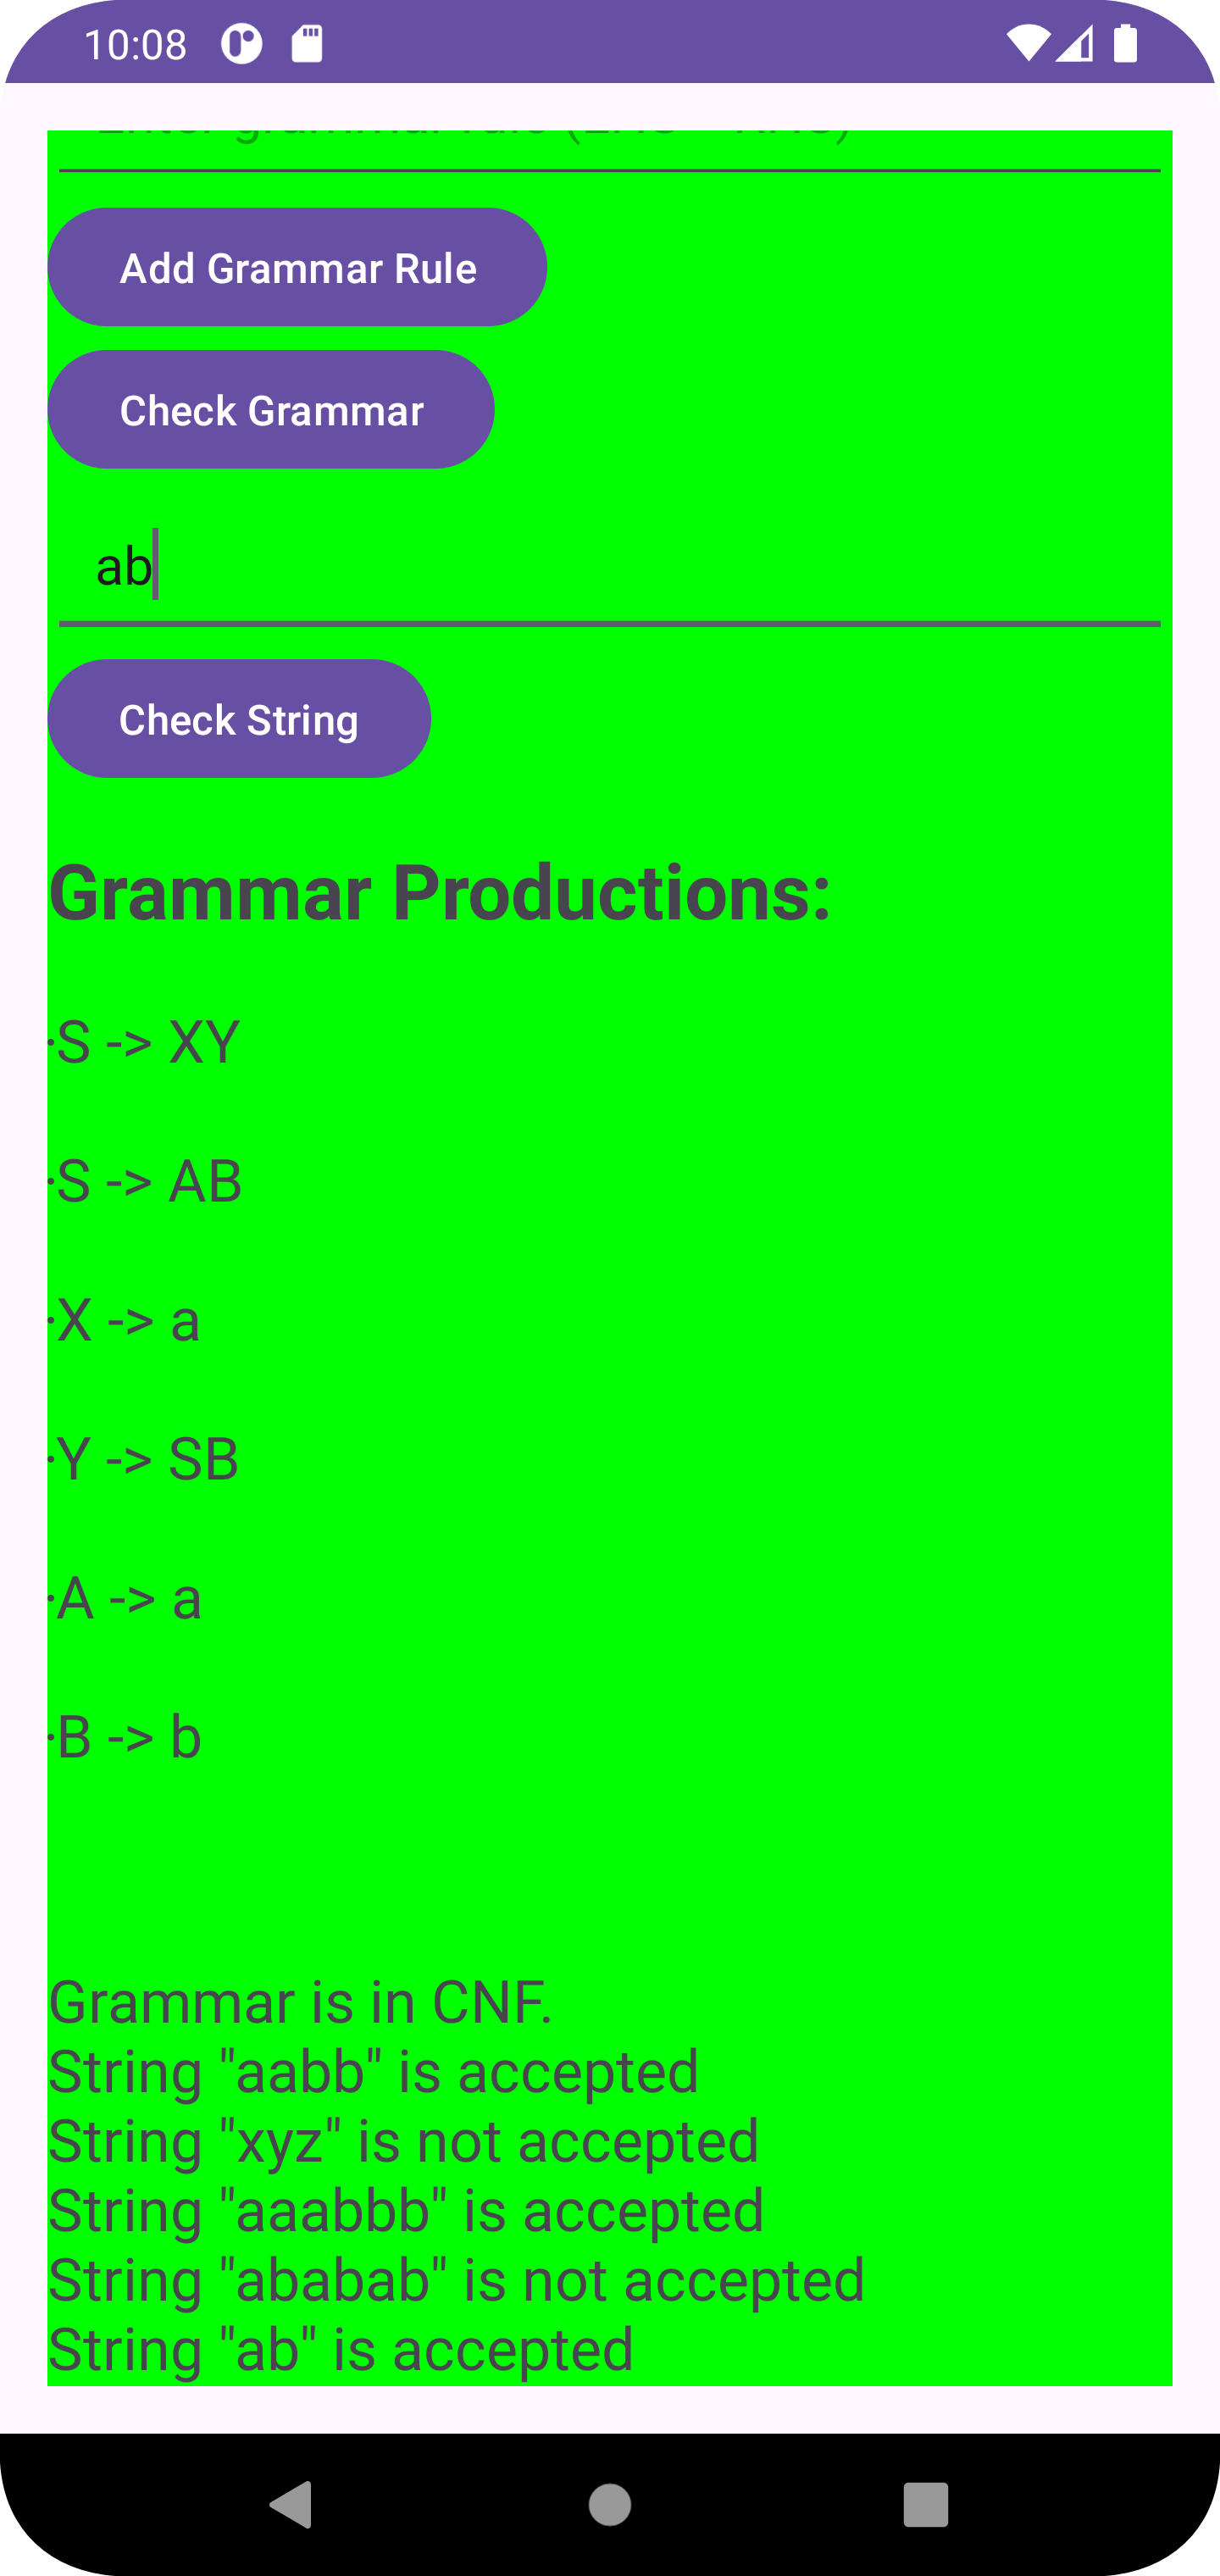 10:08
Add Grammar Rule
Check Grammar
ab
Check String
Grammar Productions:
·S -> XY
·S -> AB
·X -> a
·Y -> SB
·A -> a
·B -> b
Grammar is in CNF.
String "aabb" is accepted
String "xyz" is not accepted
String "aaabbb" is accepted
String "ababab" is not accepted
String "ab" is accepted